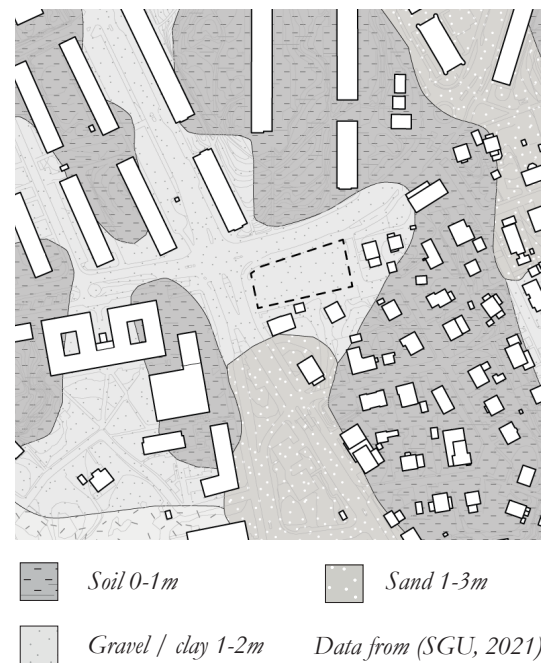 Soil 0-1m
Sand 1-3m
Gravel / clay 1-2m
Data from (SGU, 2021)